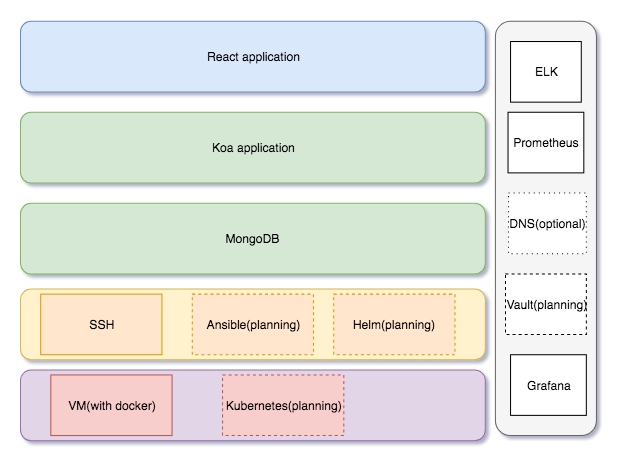 React application
Koa application
MongoDB
SSH
Ansible(planning)
Helm(planning)
VM(with docker)
Kubernetes(planning)
ELK
Prometheus
DNS(optional)
Vault(planning)
Grafana